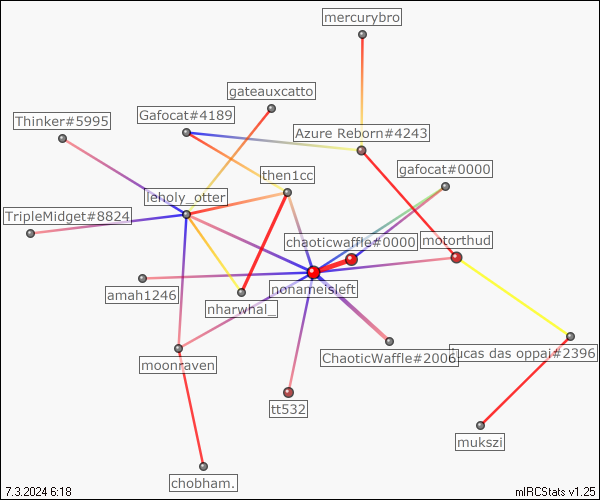 mercurybro
gateauxcatto
Thinker#5995
Gafocat#4189
Azure Reborn#4243
gafocat#0000
then1cc
leholy_otter
TripleMidget#8824
chaoticwaffle#0000
motorthud
nonameisleft
amah1246
nharwhal_
ChaoticWaffle#2006
lucas das oppai#2396
moonraven
tt532
mukszi
chobham.
7.3.2024 6:18
mIRCStats v1.25